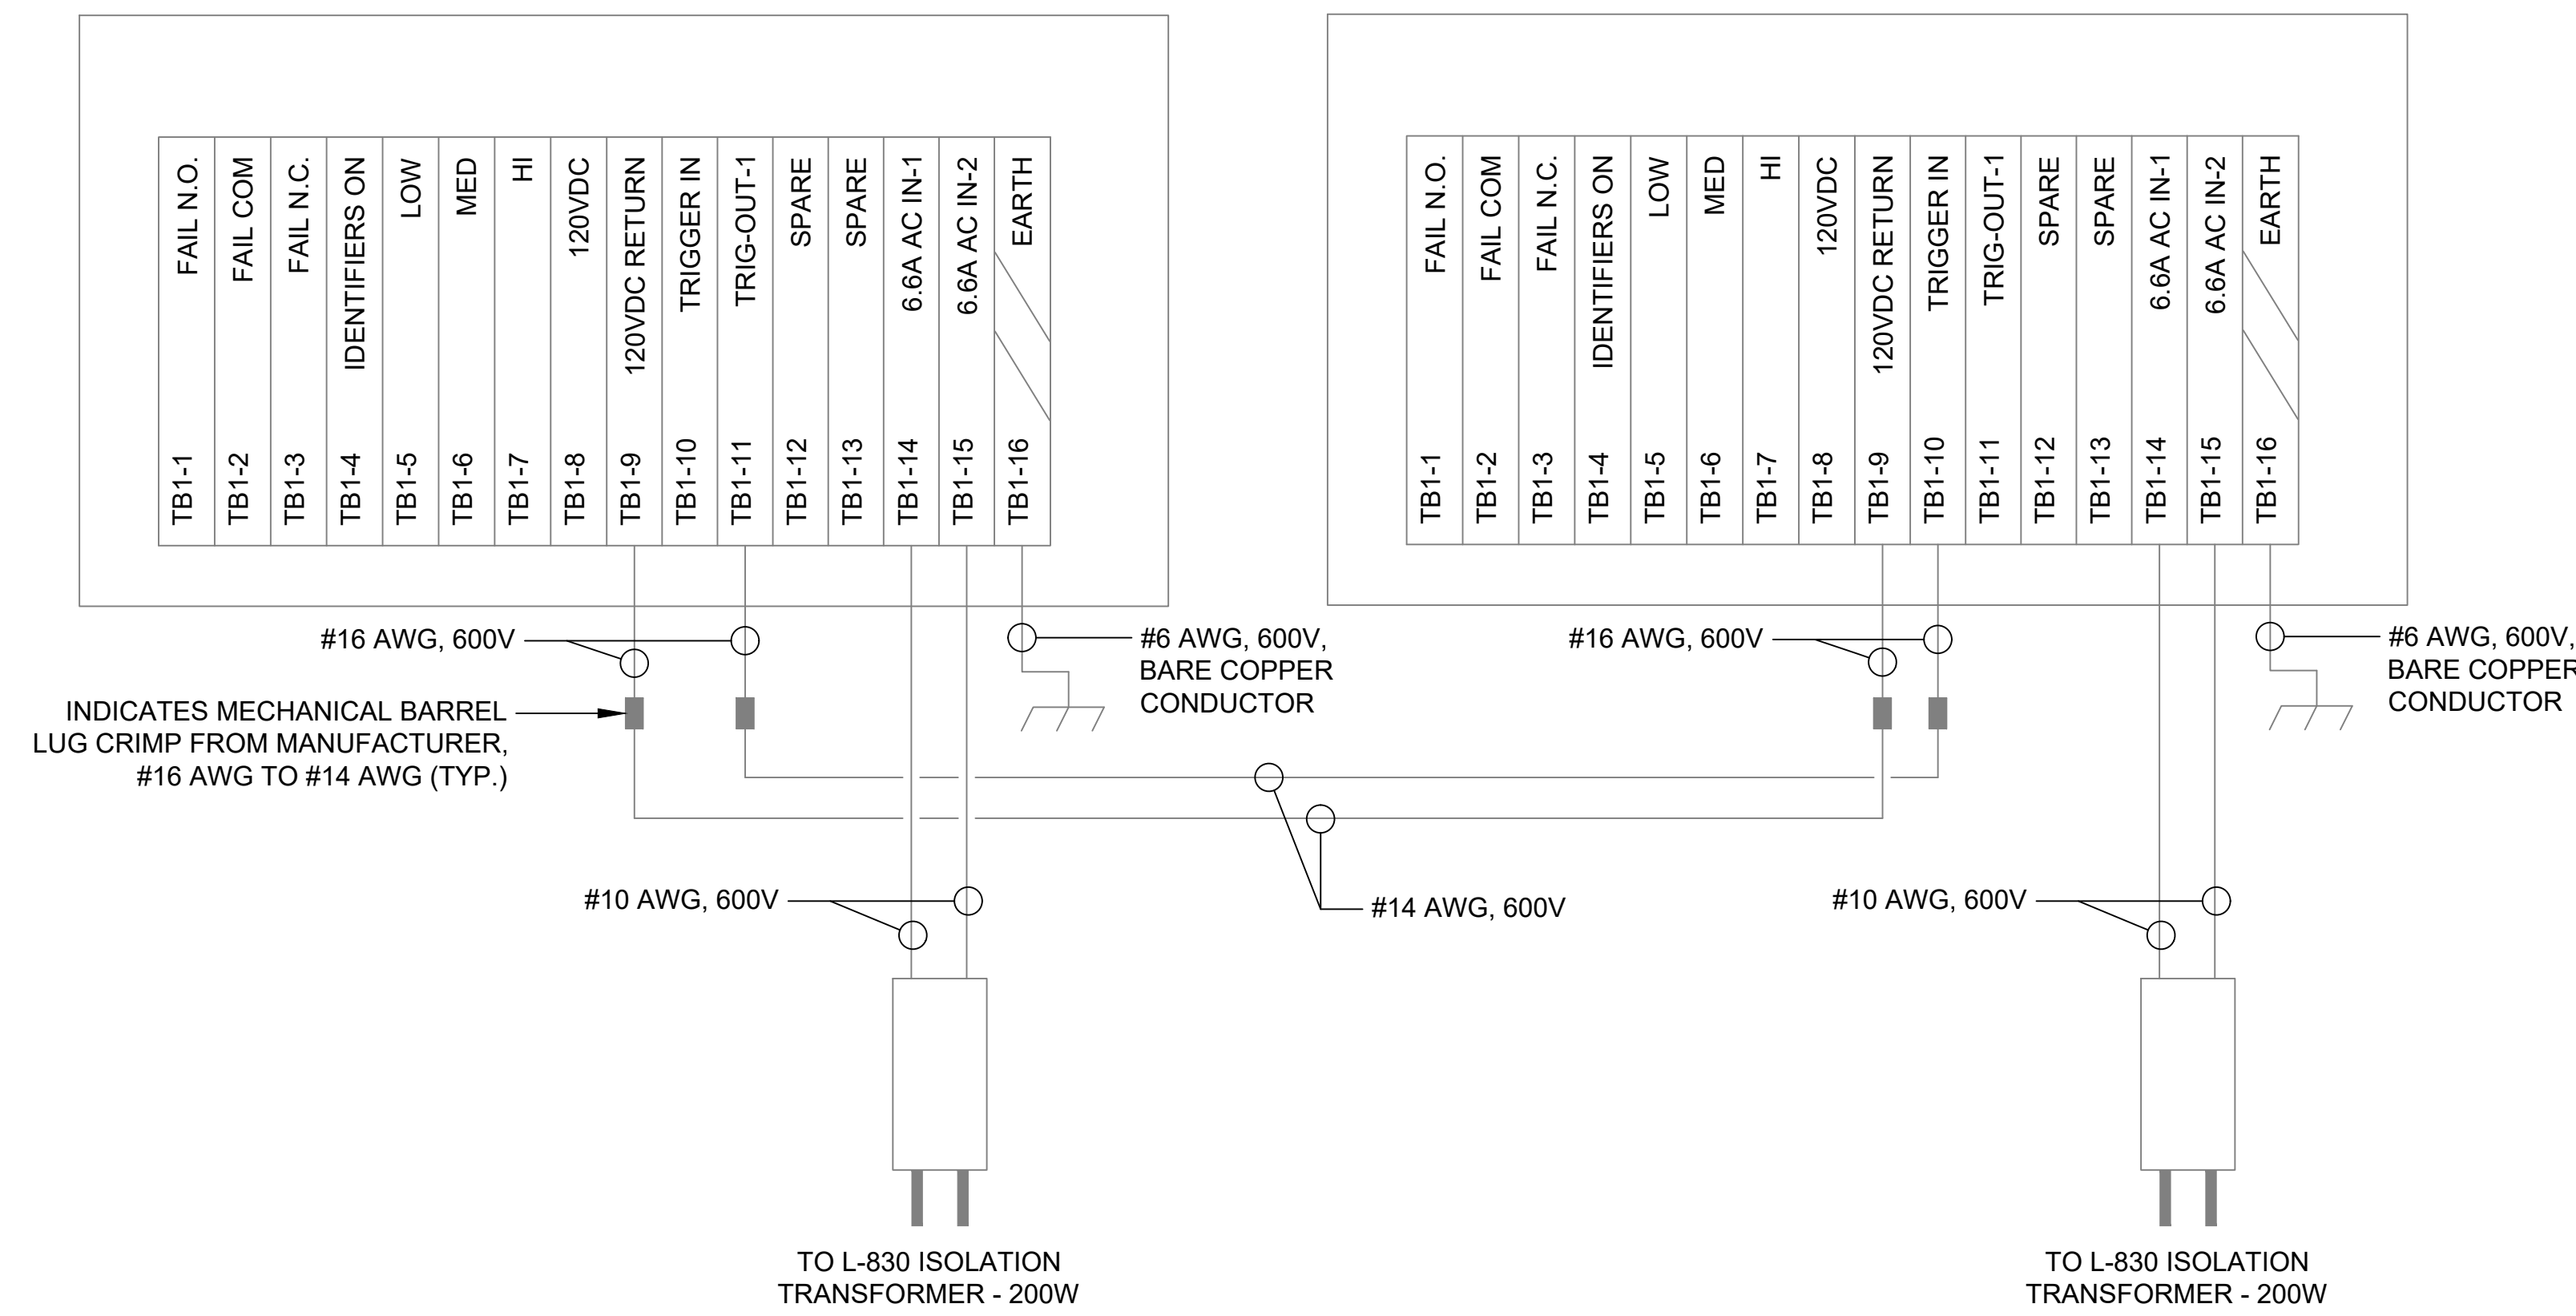 FAIL N.O.
FAIL COM
FAIL N.C.
IDENTIFIERS ON
LOW
MED
HI
120VDC
120VDC RETURN
TRIGGER IN
TRIG-OUT-1
SPARE
SPARE
6.6A AC IN-1
6.6A AC IN-2
EARTH
TB1-1
TB1-2
TB1-3
TB1-4
TB1-5
TB1-6
TB1-7
TB1-8
TB1-9
TB1-10
TB1-11
TB1-12
TB1-13
TB1-14
TB1-15
TB1-16
#16 AWG, 600V
#6 AWG, 600V,
BARE COPPER
CONDUCTOR
INDICATES MECHANICAL BARREL
LUG CRIMP FROM MANUFACTURER,
#16 AWG TO #14 AWG (TYP.)
#10 AWG, 600V
TO L-830 ISOLATION
TRANSFORMER - 200W
#14 AWG, 600V
FAIL N.O.
FAIL COM
FAIL N.C.
IDENTIFIERS ON
LOW
MED
HI
120VDC
120VDC RETURN
TRIGGER IN
TRIG-OUT-1
SPARE
SPARE
6.6A AC IN-1
6.6A AC IN-2
EARTH
TB1-1
TB1-2
TB1-3
TB1-4
TB1-5
TB1-6
TB1-7
TB1-8
TB1-9
TB1-10
TB1-11
TB1-12
TB1-13
TB1-14
TB1-15
TB1-16
#16 AWG, 600V
#6 AWG, 600V,
BARE COPPER
CONDUCTOR
#10 AWG, 600V
TO L-830 ISOLATION
TRANSFORMER - 200W